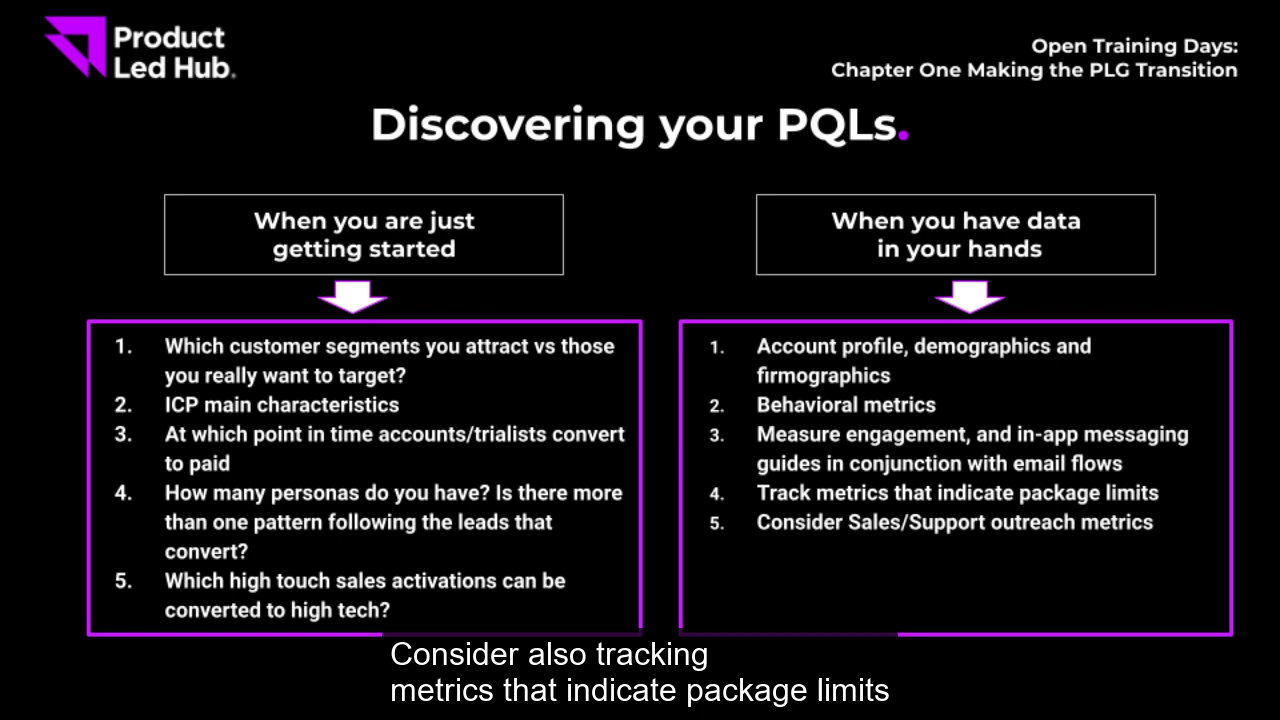 Product
Led Hub.
Open Training Days:
Chapter One Making the PLG Transition
Discovering your PQLs.
When you are just
getting started
1. Which customer segments you attract vs those
you really want to target?
2. ICP main characteristics
3. At which point in time accounts/trialists convert
to paid
4. How many personas do you have? Is there more
than one pattern following the leads that
convert?
5. Which high touch sales activations can be
converted to high tech?
When you have data
in your hands
1. Account profile, demographics and
firmographics
2. Behavioral metrics
3. Measure engagement, and in-app messaging
guides in conjunction with email flows
4. Track metrics that indicate package limits
5. Consider Sales/Support outreach metrics
Consider also tracking
metrics that indicate package limits